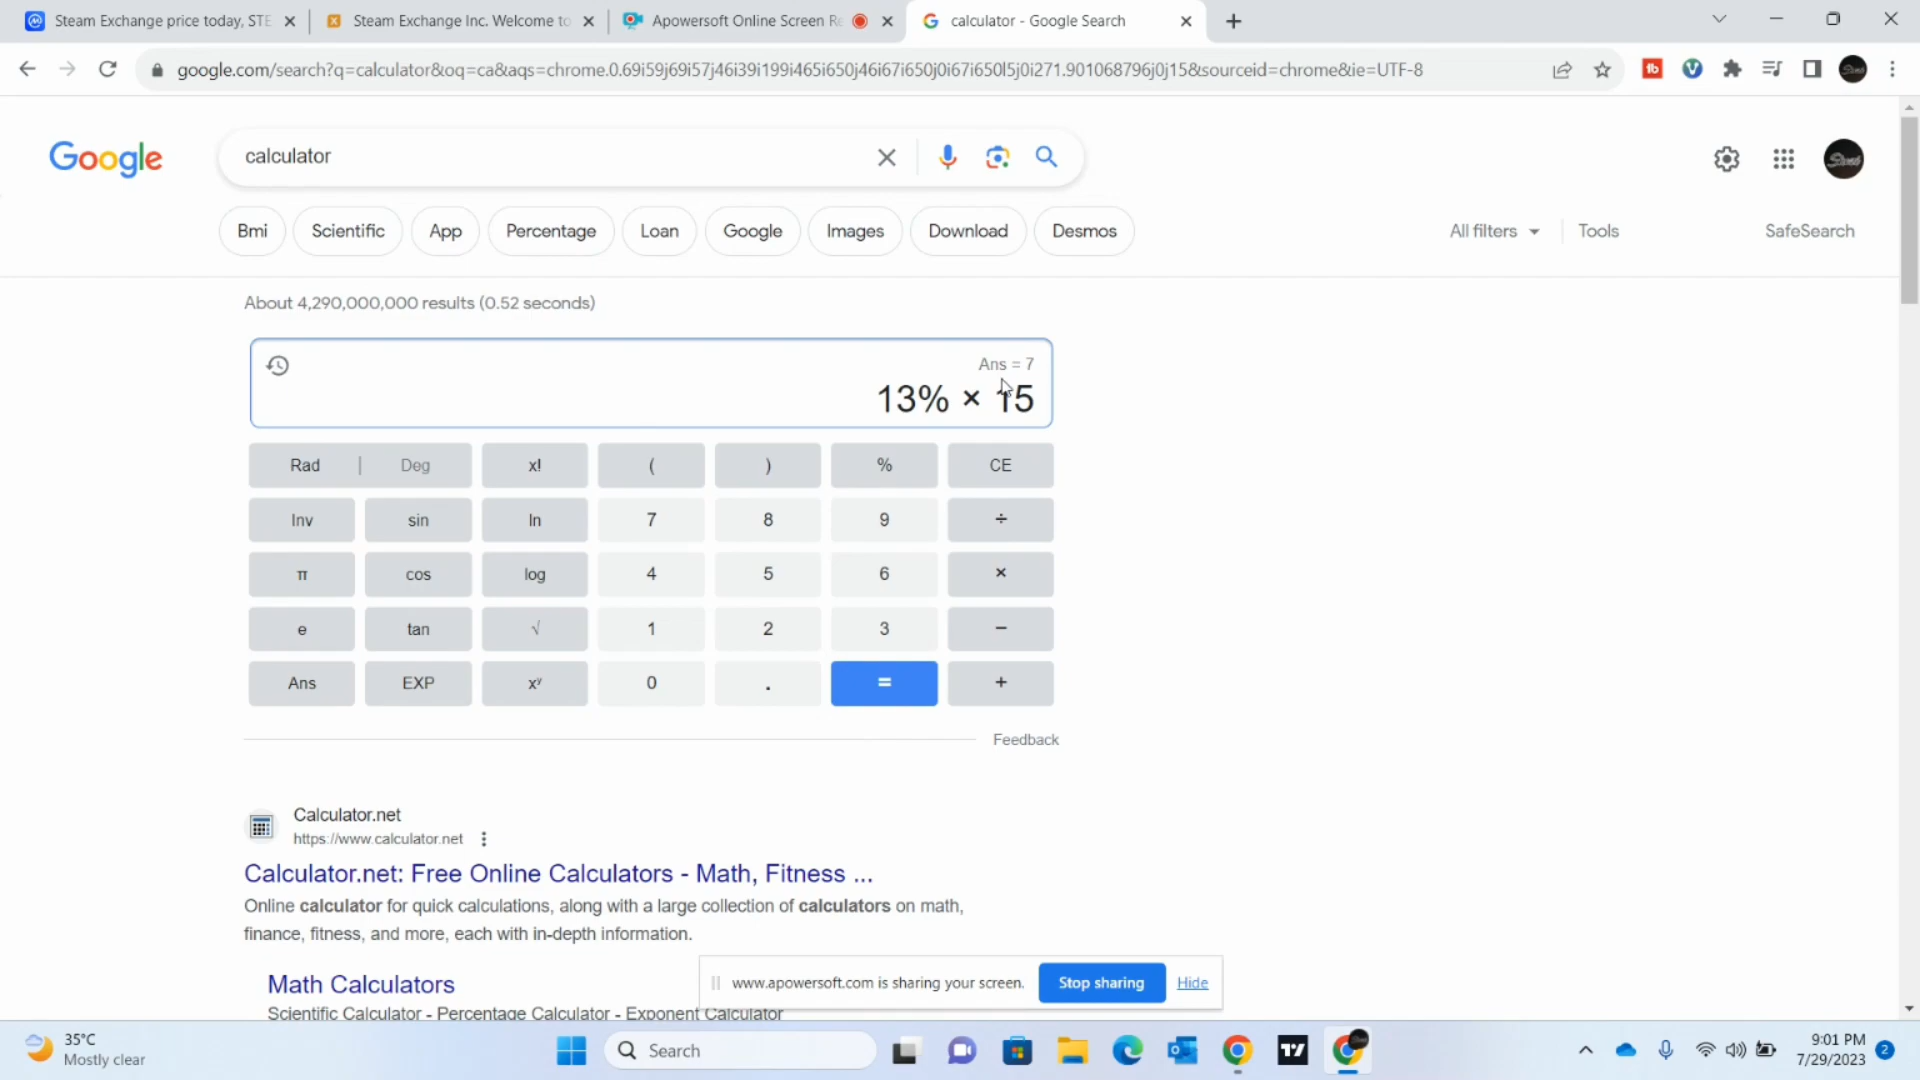 Steam Exchange price today, STE
Steam Exchange Inc. Welcome to
Apowersoft Online Screen Re
calculator - Google Search
google.com/search?q=calculator&oq=ca&aqs=chrome.0.69i59j69i57j46i39i199i465i650j46i67i650j0i67i650l5j0i271.901068796j0j15&sourceid=chrome&ie=UTF-8
Google
calculator
Bmi
Scientific
App
Percentage
Loan
Google
Images
Download
Desmos
All filters
Tools
SafeSearch
About 4,290,000,000 results (0.52 seconds)
Ans = 7
13% × 15
Rad | Deg x! ( ) % CE
Inv sin ln 7 8 9 ÷
π cos log 4 5 6 ×
e tan √ 1 2 3 −
Ans EXP xʸ 0 . = +
Feedback
Calculator.net
https://www.calculator.net
Calculator.net: Free Online Calculators - Math, Fitness ...
Online calculator for quick calculations, along with a large collection of calculators on math,
finance, fitness, and more, each with in-depth information.
Math Calculators
Scientific Calculator - Percentage Calculator - Exponent Calculator
www.apowersoft.com is sharing your screen.
Stop sharing
Hide
35°C
Mostly clear
Search
9:01 PM
7/29/2023
2